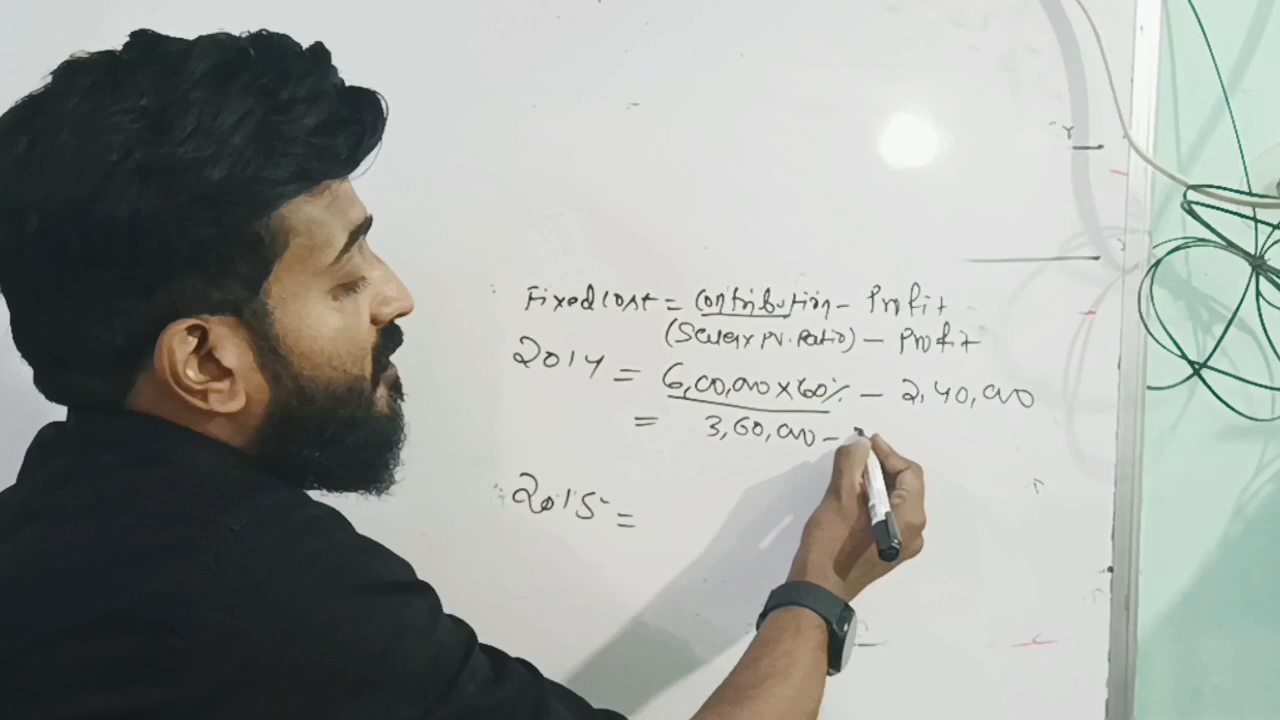 Fixed Cost = Contribution - Profit
(Sales x PV. Ratio) - Profit
2014 = 6,00,000 x 60% - 2,40,000
= 3,60,000 -
2015 =